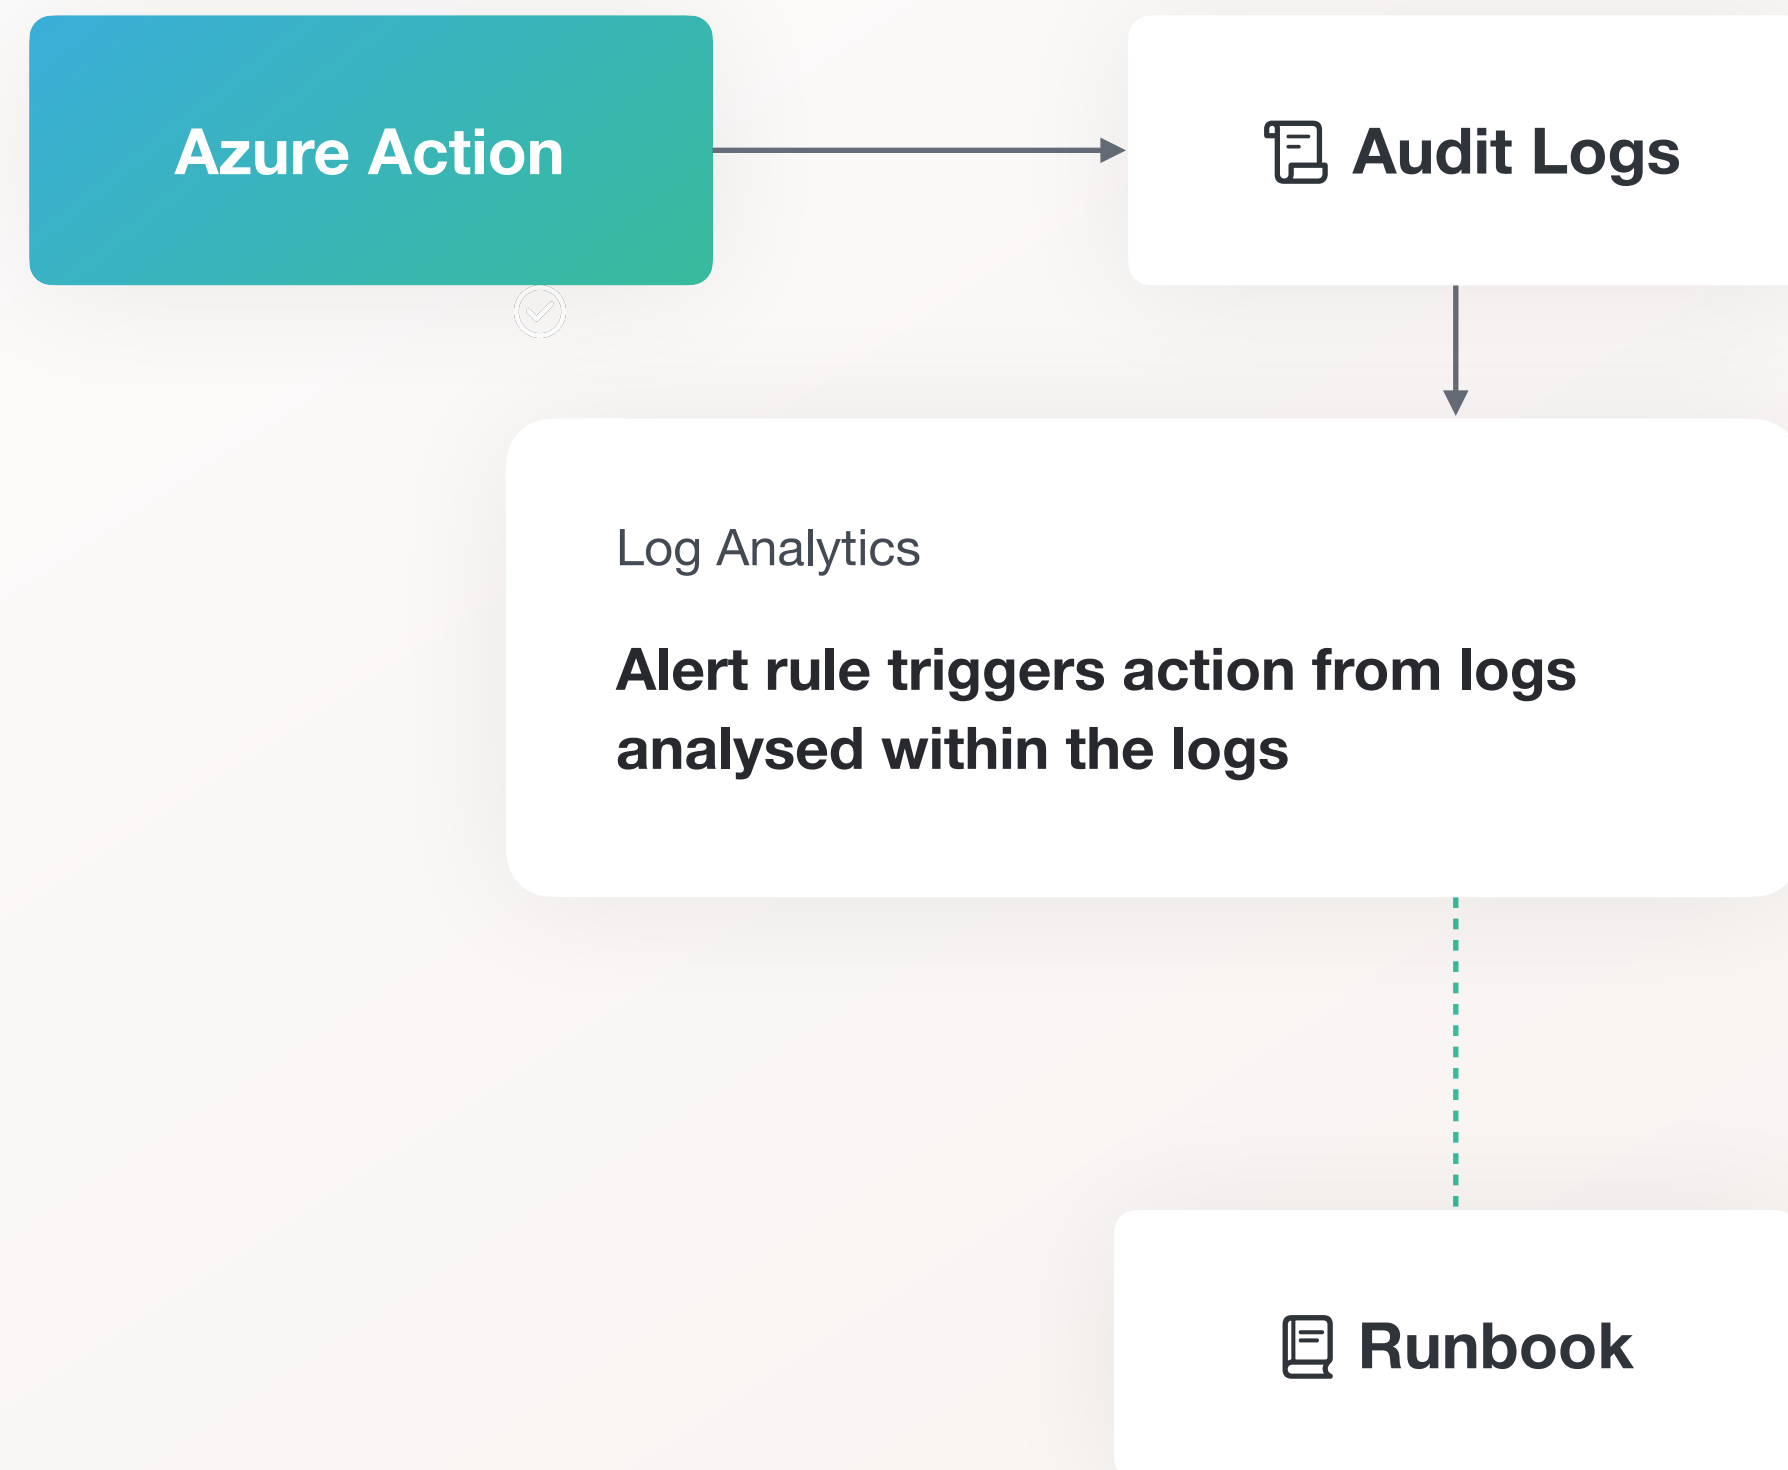 Azure Action
Audit Logs
Log Analytics
Alert rule triggers action from logs
analysed within the logs
Runbook